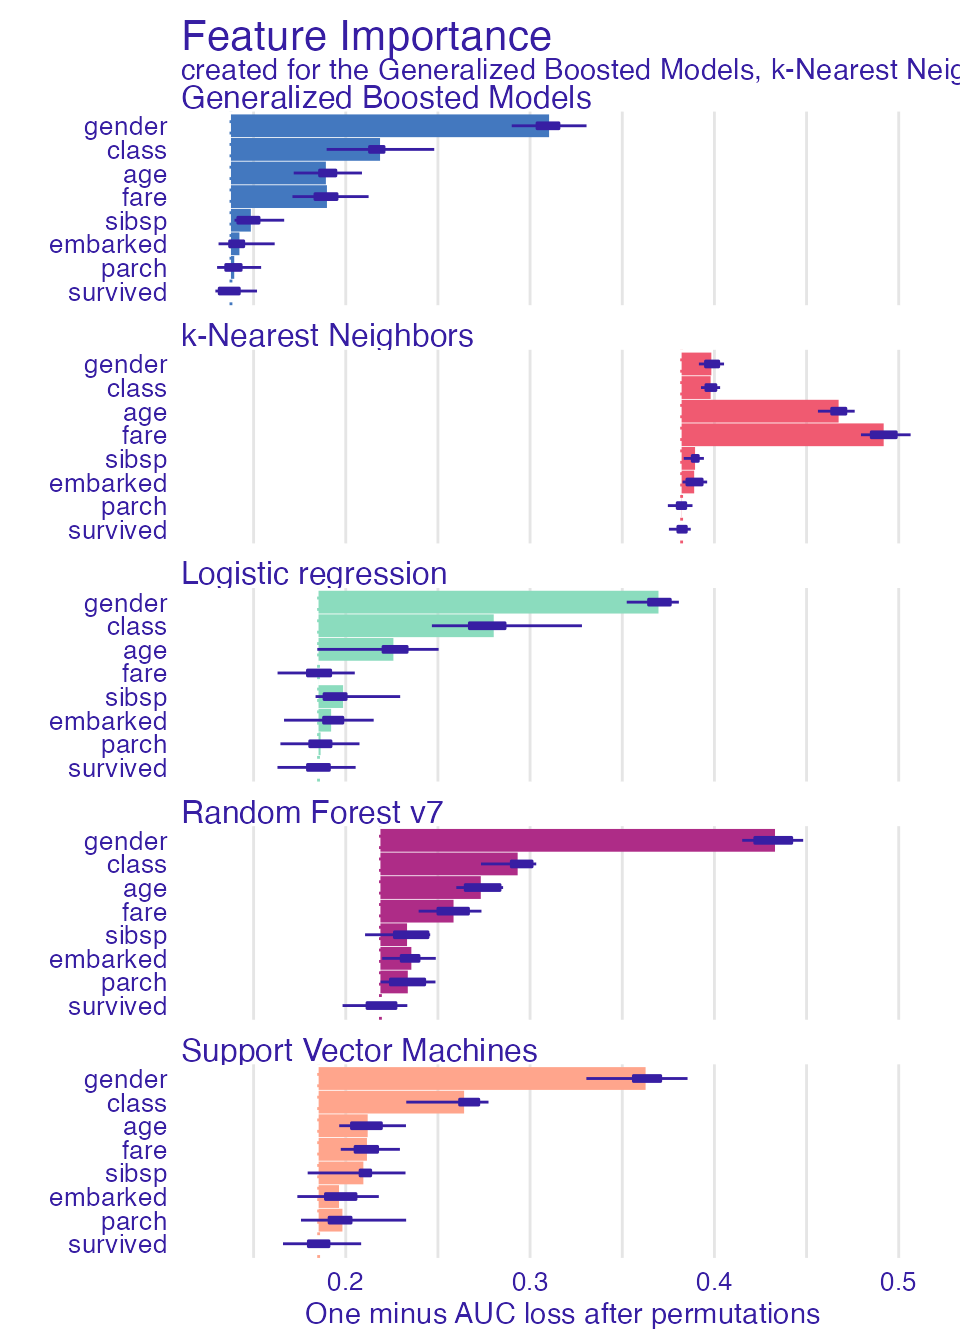 Feature Importance
created for the Generalized Boosted Models, k-Nearest Neig
Generalized Boosted Models
gender
class
age
fare
sibsp
embarked
parch
survived
k-Nearest Neighbors
gender
class
age
fare
sibsp
embarked
parch
survived
Logistic regression
gender
class
age
fare
sibsp
embarked
parch
survived
Random Forest v7
gender
class
age
fare
sibsp
embarked
parch
survived
Support Vector Machines
gender
class
age
fare
sibsp
embarked
parch
survived
0.2 0.3 0.4 0.5
One minus AUC loss after permutations